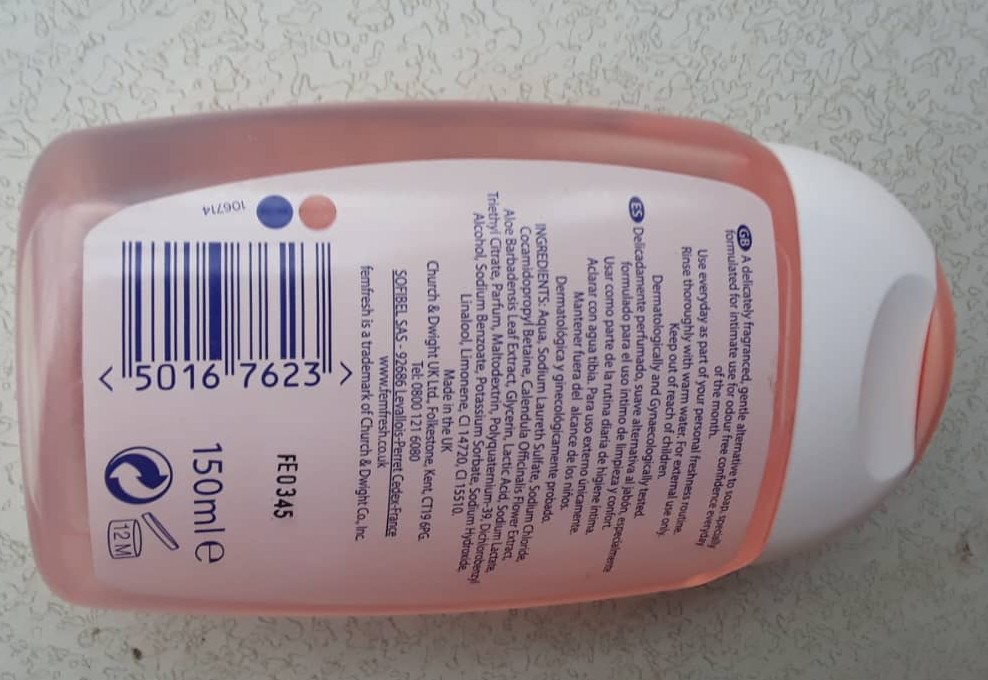 GB A delicately fragranced, gentle alternative to soap, specially
formulated for intimate use for odour free confidence everyday
of the month.
Use everyday as part of your personal freshness routine.
Rinse thoroughly with warm water. For external use only.
Keep out of reach of children.
Dermatologically and Gynaecologically tested.
ES Delicadamente perfumado, suave alternativa al jabón, especialmente
formulado para el uso íntimo de limpieza y confort.
Usar como parte de la rutina diaria de higiene íntima.
Aclarar con agua tibia. Para uso externo unicamente.
Mantener fuera del alcance de los niños.
Dermatológica y ginecológicamente probado.
INGREDIENTS: Aqua, Sodium Laureth Sulfate, Sodium Chloride,
Cocamidopropyl Betaine, Calendula Officinalis Flower Extract,
Aloe Barbadensis Leaf Extract, Glycerin, Lactic Acid, Sodium Lactate,
Triethyl Citrate, Parfum, Maltodextrin, Polyquaternium-39, Dichlorobenzyl
Alcohol, Sodium Benzoate, Potassium Sorbate, Sodium Hydroxide,
Linalool, Limonene, CI 14720, CI 15510.
Made in the UK
Church & Dwight UK Ltd., Folkestone, Kent, CT19 6PG.
Tel: 0800 121 6080
SOFIBEL SAS - 92686 Levallois-Perret Cedex-France
www.femfresh.co.uk
femfresh is a trademark of Church & Dwight Co., Inc.
106714
FE0345
<5016 7623>
150ml e
12M